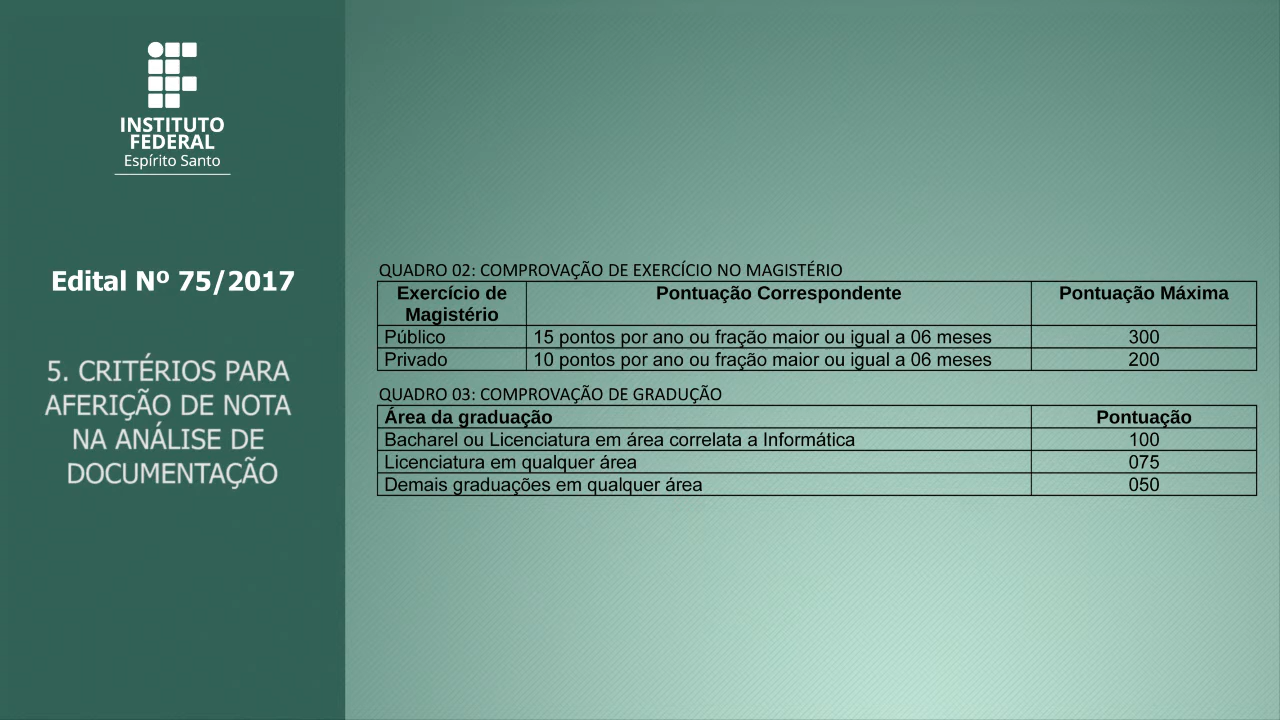 INSTITUTO
FEDERAL
Espírito Santo
Edital Nº 75/2017
5. CRITÉRIOS PARA
AFERIÇÃO DE NOTA
NA ANÁLISE DE
DOCUMENTAÇÃO
QUADRO 02: COMPROVAÇÃO DE EXERCÍCIO NO MAGISTÉRIO
Exercício de Magistério Pontuação Correspondente Pontuação Máxima
Público 15 pontos por ano ou fração maior ou igual a 06 meses 300
Privado 10 pontos por ano ou fração maior ou igual a 06 meses 200
QUADRO 03: COMPROVAÇÃO DE GRADUÇÃO
Área da graduação Pontuação
Bacharel ou Licenciatura em área correlata a Informática 100
Licenciatura em qualquer área 075
Demais graduações em qualquer área 050